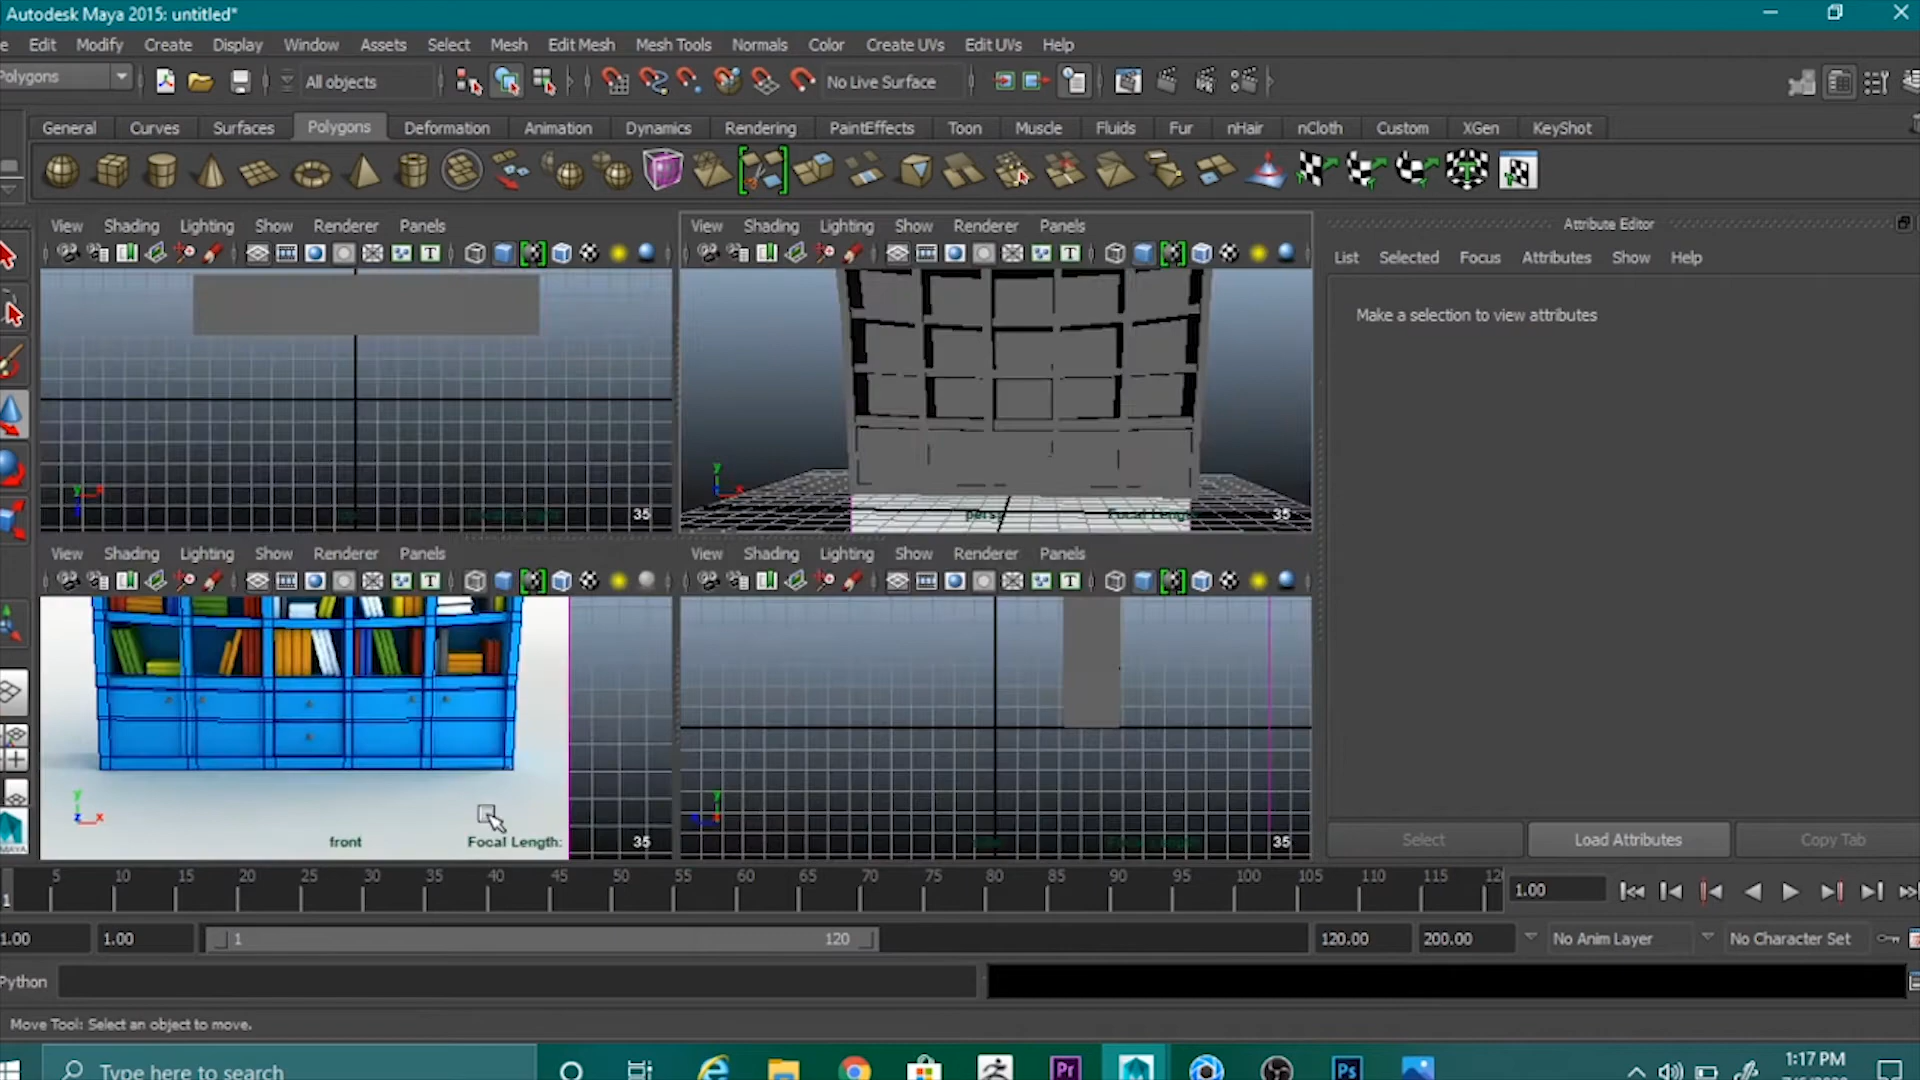 Autodesk Maya 2015: untitled*
e Edit Modify Create Display Window Assets Select Mesh Edit Mesh Mesh Tools Normals Color Create UVs Edit UVs Help
Polygons All objects No Live Surface
General Curves Surfaces Polygons Deformation Animation Dynamics Rendering PaintEffects Toon Muscle Fluids Fur nHair nCloth Custom XGen KeyShot
View Shading Lighting Show Renderer Panels
View Shading Lighting Show Renderer Panels
Attribute Editor
List Selected Focus Attributes Show Help
Make a selection to view attributes
35
persp Focal Length: 35
View Shading Lighting Show Renderer Panels
View Shading Lighting Show Renderer Panels
front Focal Length: 35
35
Select Load Attributes Copy Tab
5 10 15 20 25 30 35 40 45 50 55 60 65 70 75 80 85 90 95 100 105 110 115 12
1
1.00
1.00 1.00 1 120 120.00 200.00 No Anim Layer No Character Set
Python
Move Tool: Select an object to move.
Type here to search
Pr
Ps
1:17 PM